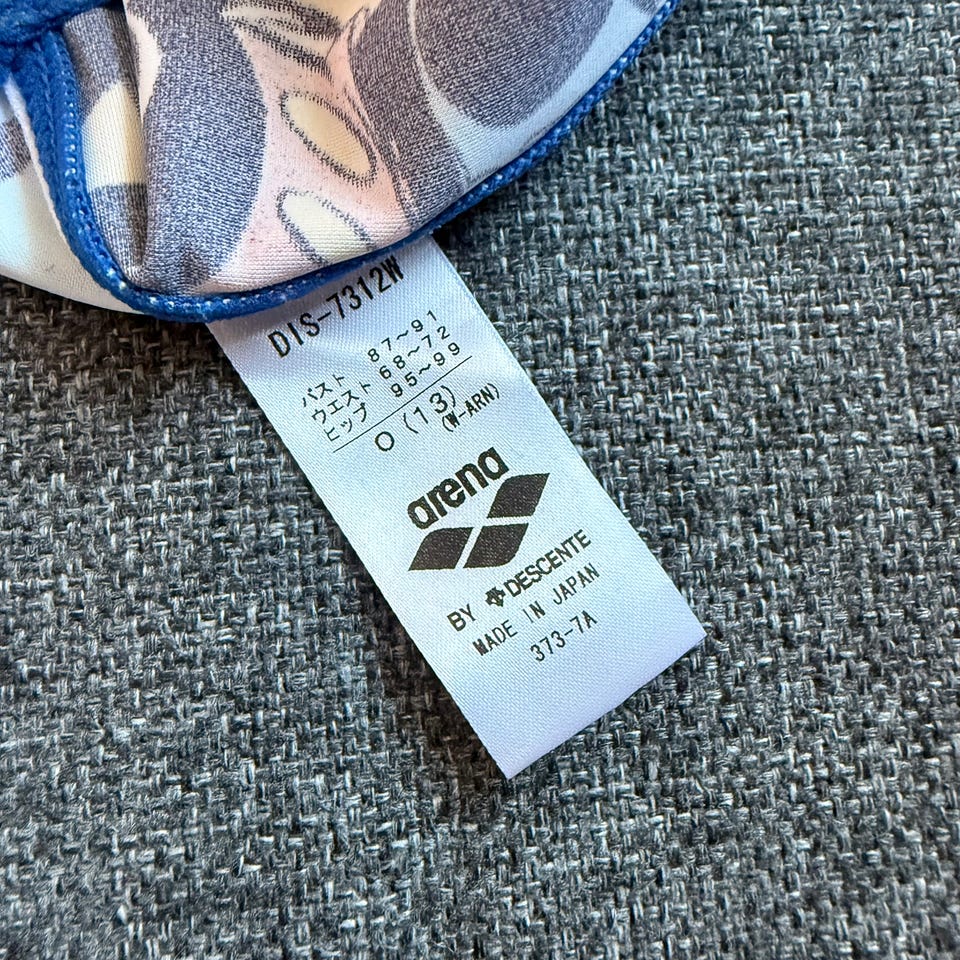 DIS-7312W
バスト 87～91
ウエスト 68～72
ヒップ 95～99
O (13)
(W-ARN)
arena
BY DESCENTE
MADE IN JAPAN
373-7A